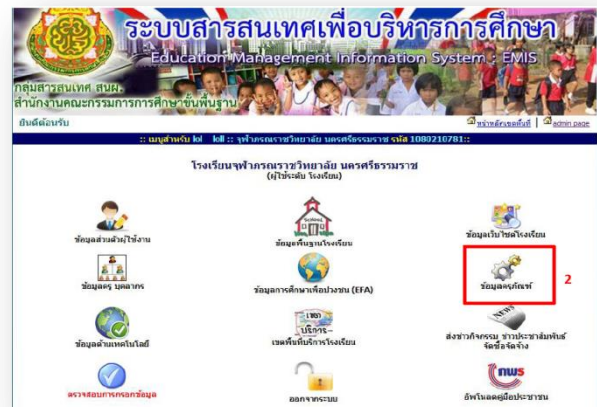 ระบบสารสนเทศเพื่อบริหารการศึกษา
Education Management Information System : EMIS
กลุ่มสารสนเทศ สนผ.
สำนักงานคณะกรรมการการศึกษาขั้นพื้นฐาน
ยินดีต้อนรับ
หน้าหลักเขตพื้นที่ | admin page
:: เมนูสำหรับ lol loll :: จุฬาภรณราชวิทยาลัย นครศรีธรรมราช รหัส 1080210781::
โรงเรียนจุฬาภรณราชวิทยาลัย นครศรีธรรมราช
(ผู้ใช้ระดับ โรงเรียน)
ข้อมูลส่วนตัวผู้ใช้งาน
School
ข้อมูลพื้นฐานโรงเรียน
ข้อมูลเว็บไซต์โรงเรียน
ข้อมูลครู บุคลากร
ข้อมูลการศึกษาเพื่อปวงชน (EFA)
ข้อมูลครุภัณฑ์
2
ข้อมูลด้านเทคโนโลยี
เขต
บริการ
เขตพื้นที่บริการโรงเรียน
NEWS
ส่งข่าวกิจกรรม ข่าวประชาสัมพันธ์
จัดซื้อจัดจ้าง
ตรวจสอบการกรอกข้อมูล
ออกจากระบบ
กพร
อัพโหลดคู่มือประชาชน